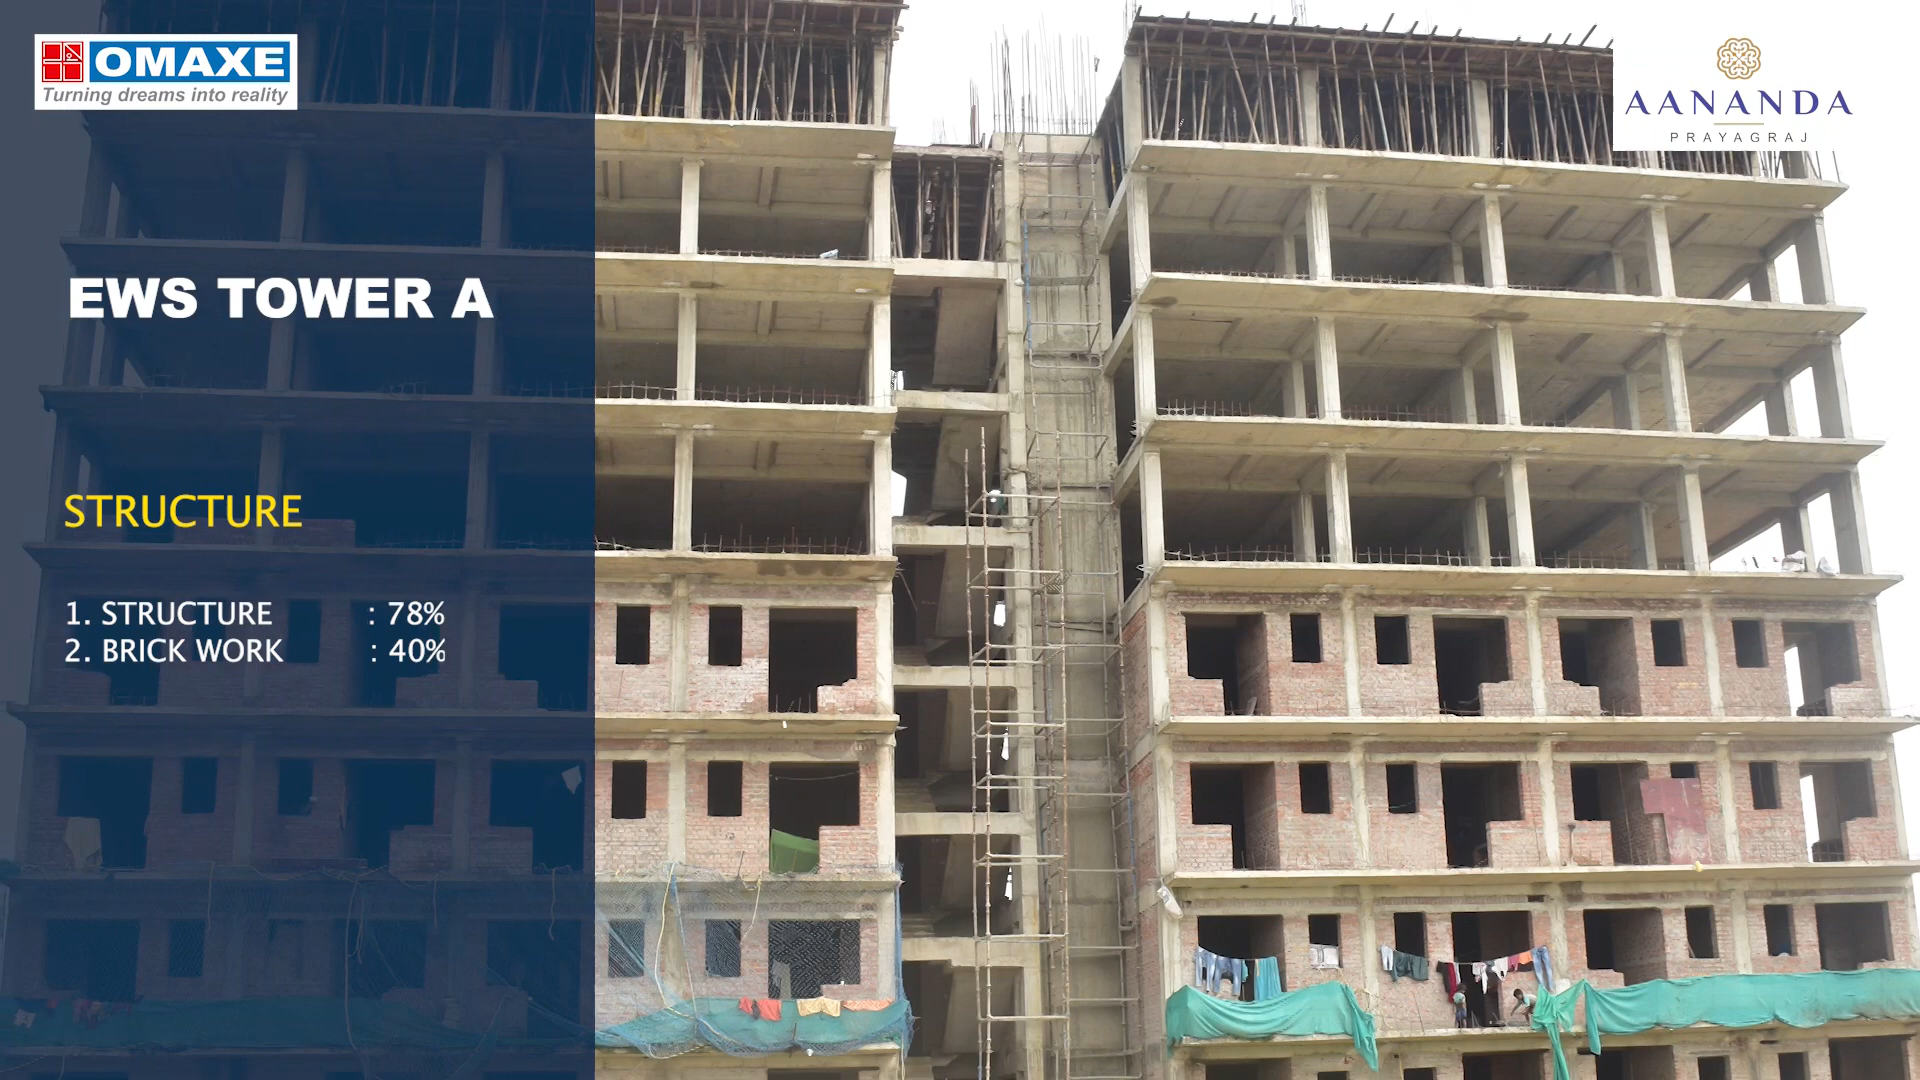 OMAXE
Turning dreams into reality
AANANDA
PRAYAGRAJ
EWS TOWER A
STRUCTURE
1. STRUCTURE : 78%
2. BRICK WORK : 40%